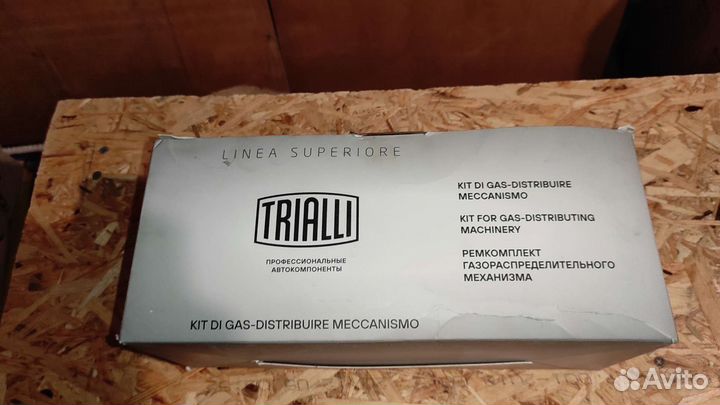 LINEA SUPERIORE
TRIALLI
ПРОФЕССИОНАЛЬНЫЕ
АВТОКОМПОНЕНТЫ
KIT DI GAS-DISTRIBUIRE
MECCANISMO
KIT FOR GAS-DISTRIBUTING
MACHINERY
РЕМКОМПЛЕКТ
ГАЗОРАСПРЕДЕЛИТЕЛЬНОГО
МЕХАНИЗМА
KIT DI GAS-DISTRIBUIRE MECCANISMO
Avito